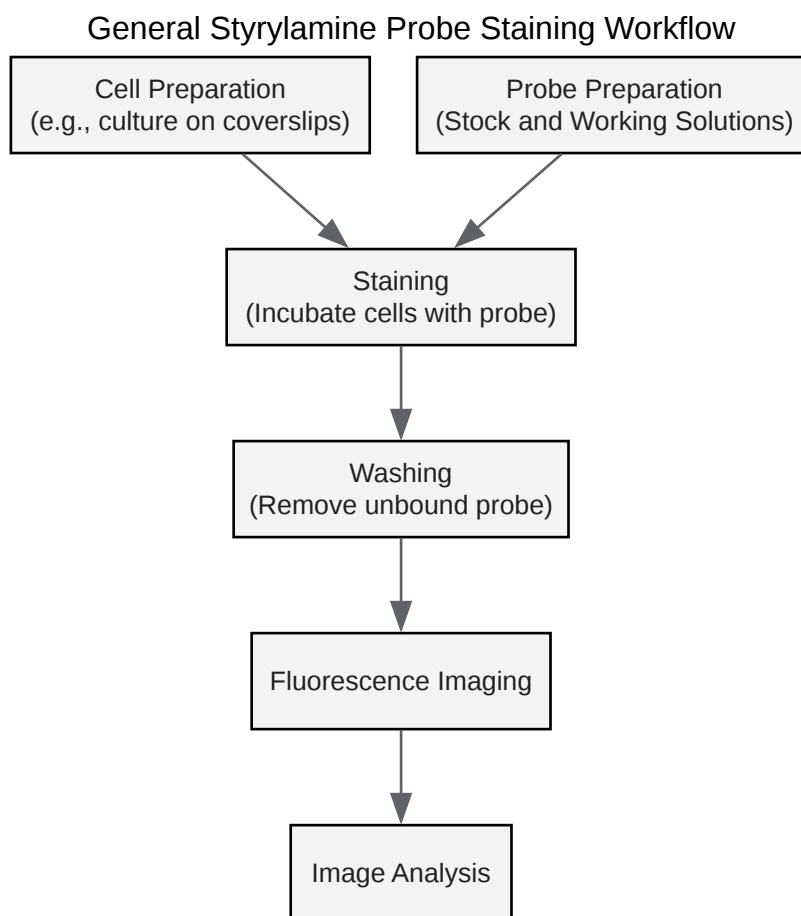 General Styrylamine Probe Staining Workflow
Cell Preparation
(e.g., culture on coverslips)
Probe Preparation
(Stock and Working Solutions)
Staining
(Incubate cells with probe)
Washing
(Remove unbound probe)
Fluorescence Imaging
Image Analysis